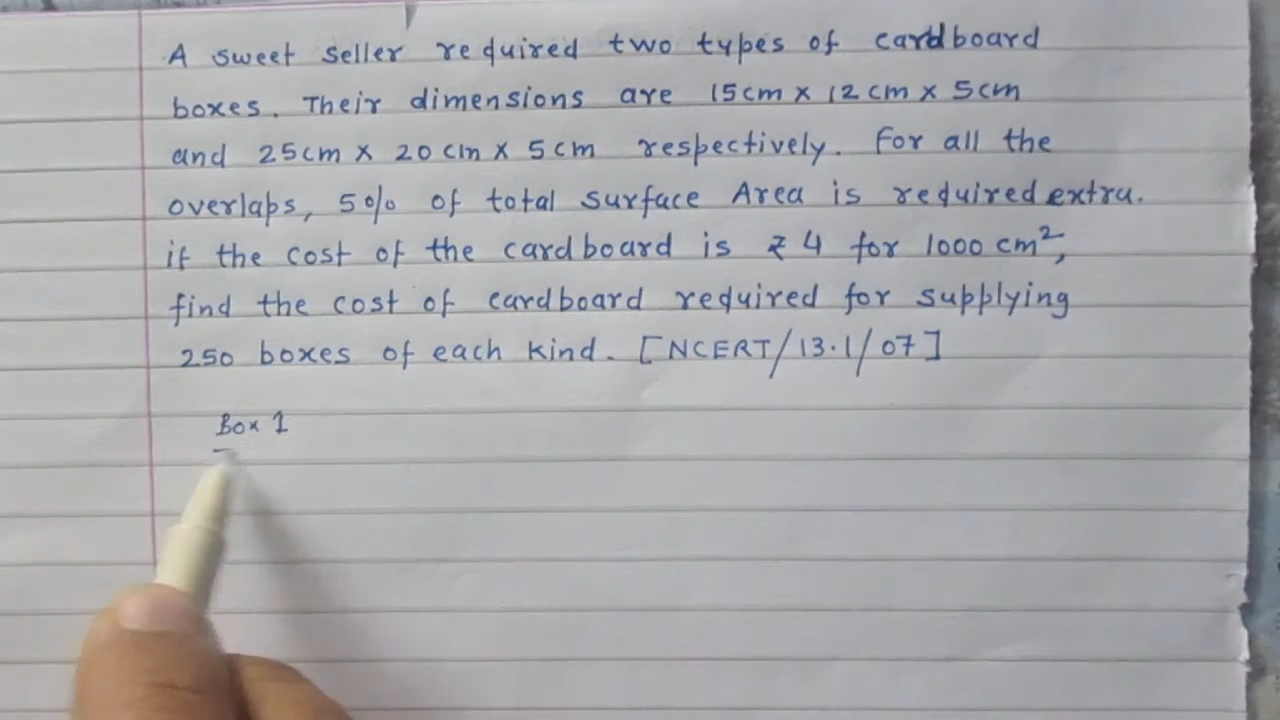 A sweet seller required two types of cardboard
boxes. Their dimensions are 15cm x 12cm x 5cm
and 25cm x 20cm x 5cm respectively. For all the
overlaps, 5% of total surface Area is required extra.
if the cost of the cardboard is ₹4 for 1000 cm²,
find the cost of cardboard required for supplying
250 boxes of each kind. [NCERT/13.1/07]
Box 1